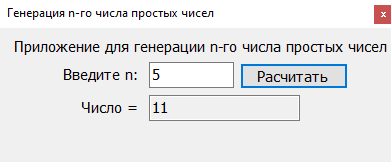 Генерация n-го числа простых чисел x
Приложение для генерации n-го числа простых чисел
Введите n: 5 Расчитать
Число = 11